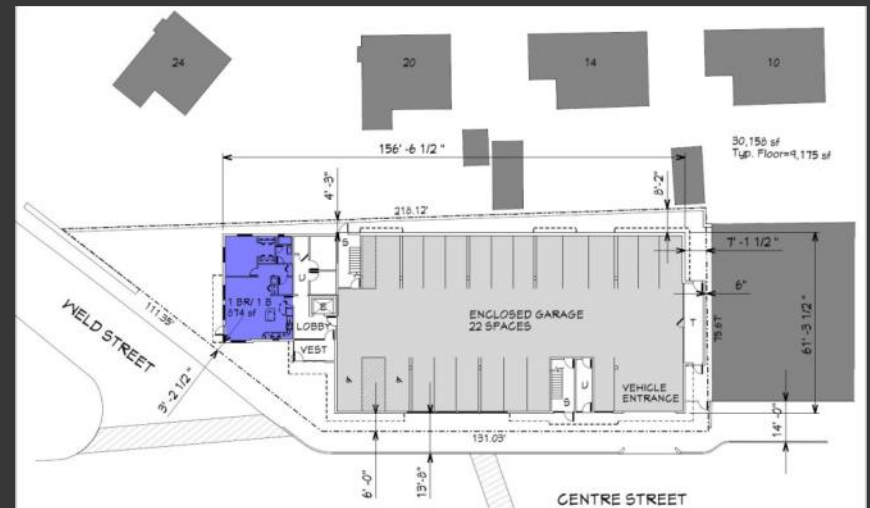 24
20
14
10
30,158 sf
Typ. Floor=9,175 sf
156' -6 1/2 "
4' -3"
8'-2"
218.12'
7' -1 1/2 "
S
U
1 BR/ 1 B
874 sf
LOBBY
VEST
ENCLOSED GARAGE
22 SPACES
6"
T
75.67'
61' -3 1/2 "
WELD STREET
111.35'
3' -2 1/2 "
S
U
VEHICLE
ENTRANCE
14' -0"
131.03'
6' -0"
13'-8"
CENTRE STREET